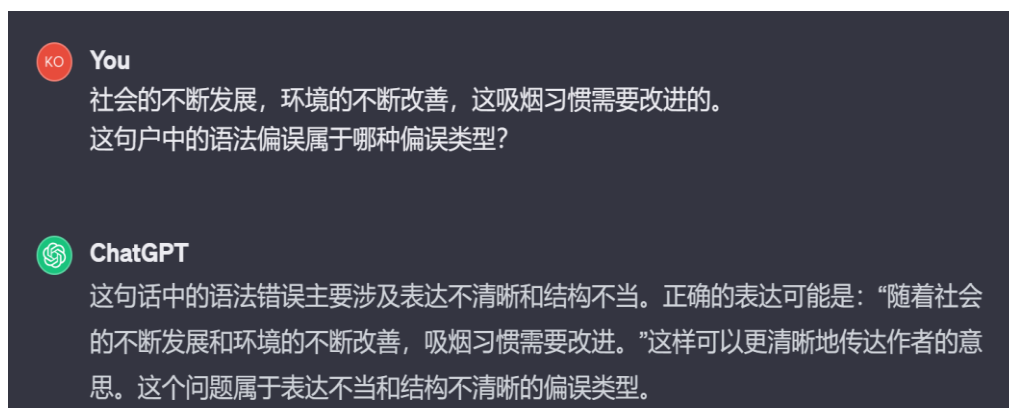 KO
You
社会的不断发展，环境的不断改善，这吸烟习惯需要改进的。
这句户中的语法偏误属于哪种偏误类型？
ChatGPT
这句话中的语法错误主要涉及表达不清晰和结构不当。正确的表达可能是：“随着社会
的不断发展和环境的不断改善，吸烟习惯需要改进。”这样可以更清晰地传达作者的意
思。这个问题属于表达不当和结构不清晰的偏误类型。